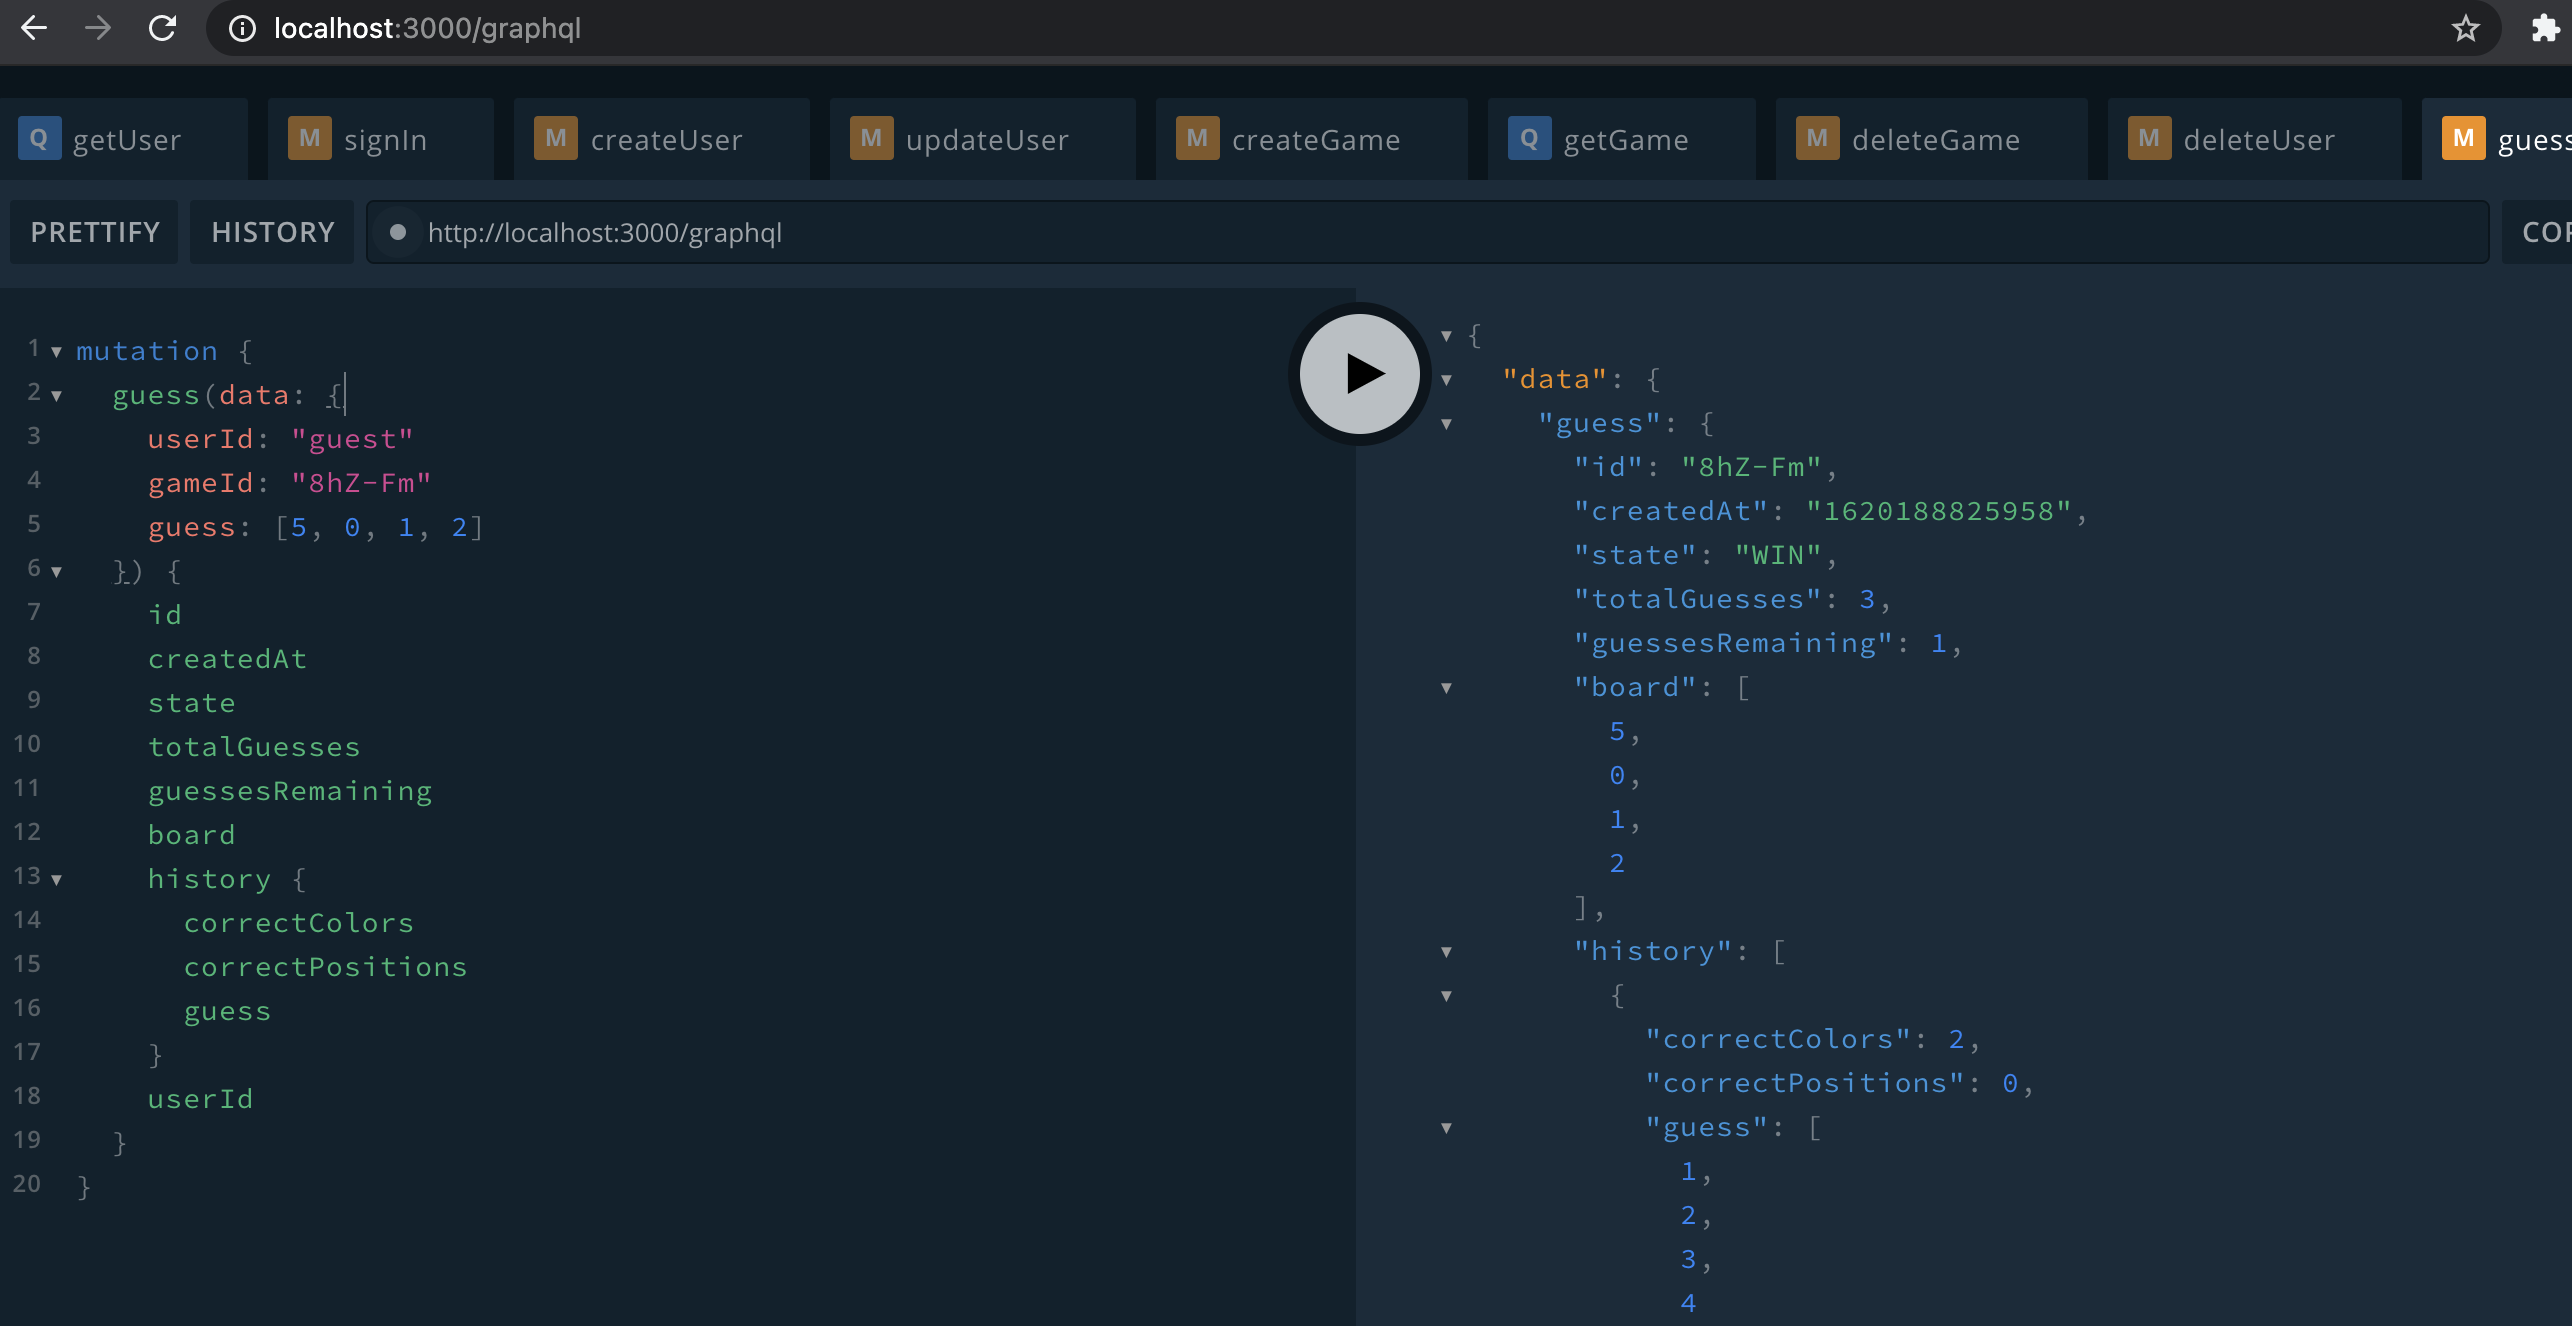 localhost:3000/graphql
Q getUser M signIn M createUser M updateUser M createGame Q getGame M deleteGame M deleteUser M guess
PRETTIFY HISTORY http://localhost:3000/graphql COP
1 mutation {
2 guess(data: {
3 userId: "guest"
4 gameId: "8hZ-Fm"
5 guess: [5, 0, 1, 2]
6 }) {
7 id
8 createdAt
9 state
10 totalGuesses
11 guessesRemaining
12 board
13 history {
14 correctColors
15 correctPositions
16 guess
17 }
18 userId
19 }
20 }
{
"data": {
"guess": {
"id": "8hZ-Fm",
"createdAt": "1620188825958",
"state": "WIN",
"totalGuesses": 3,
"guessesRemaining": 1,
"board": [
5,
0,
1,
2
],
"history": [
{
"correctColors": 2,
"correctPositions": 0,
"guess": [
1,
2,
3,
4